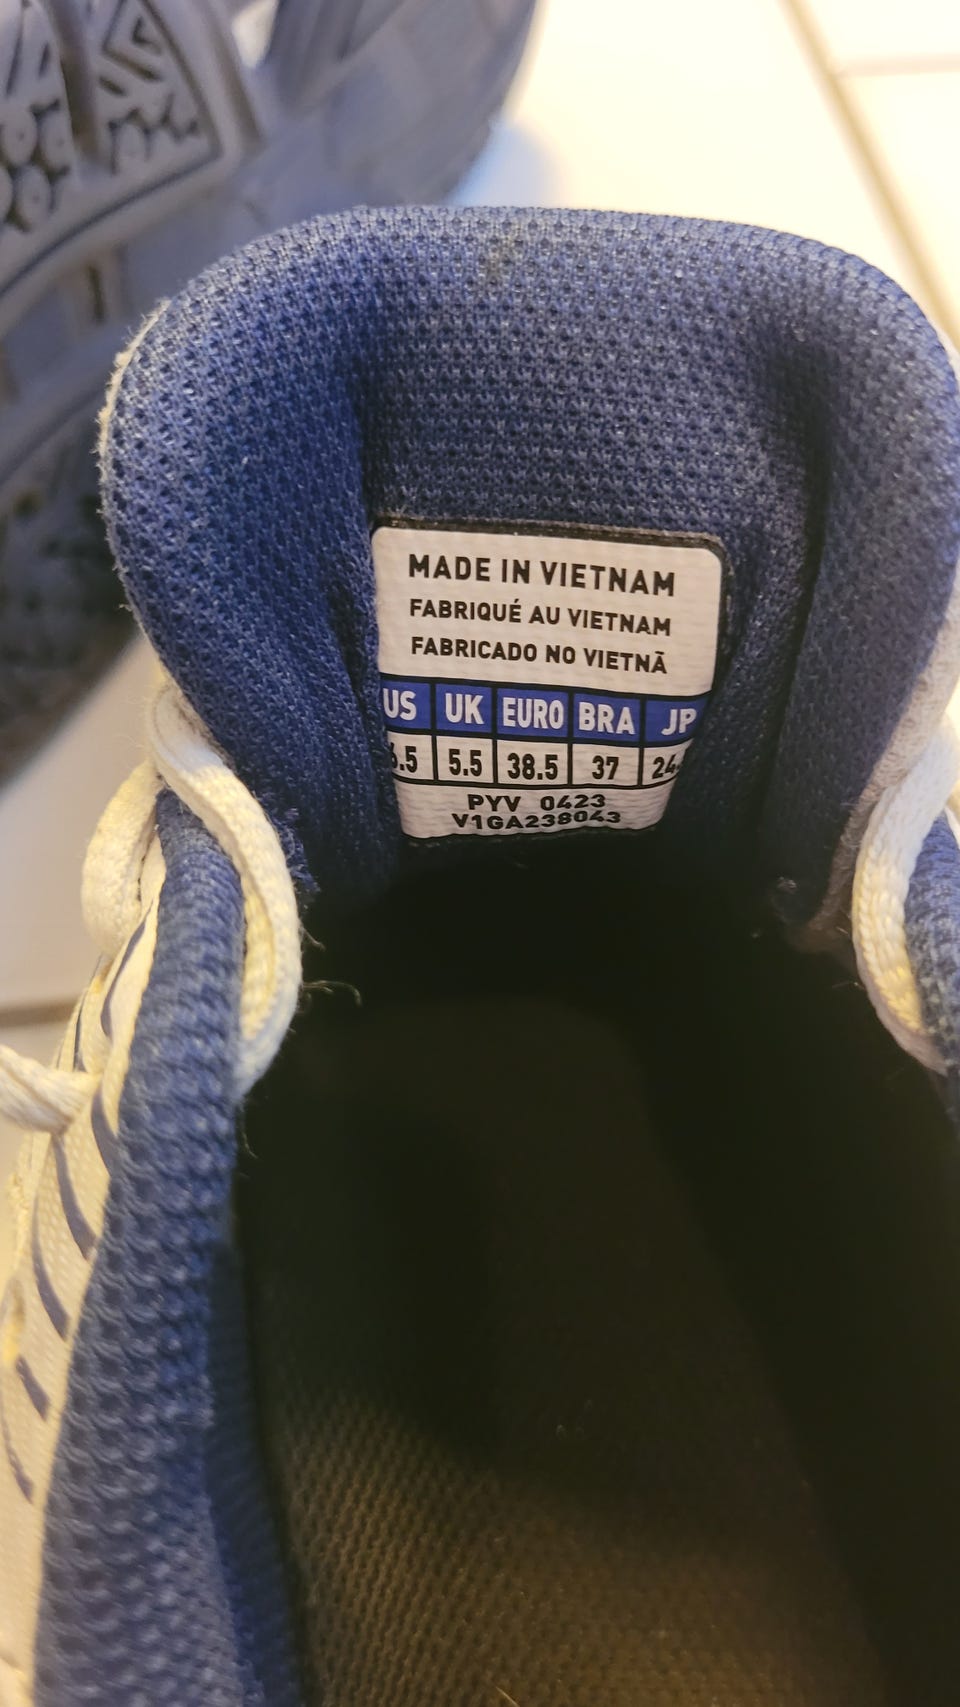 MADE IN VIETNAM
FABRIQUÉ AU VIETNAM
FABRICADO NO VIETNÃ
US UK EURO BRA JP
5.5 38.5 37
PYV 0423
V1GA238043